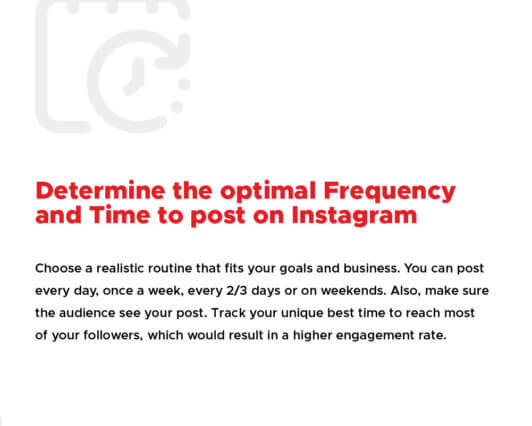 Determine the optimal Frequency
and Time to post on Instagram
Choose a realistic routine that fits your goals and business. You can post
every day, once a week, every 2/3 days or on weekends. Also, make sure
the audience see your post. Track your unique best time to reach most
of your followers, which would result in a higher engagement rate.